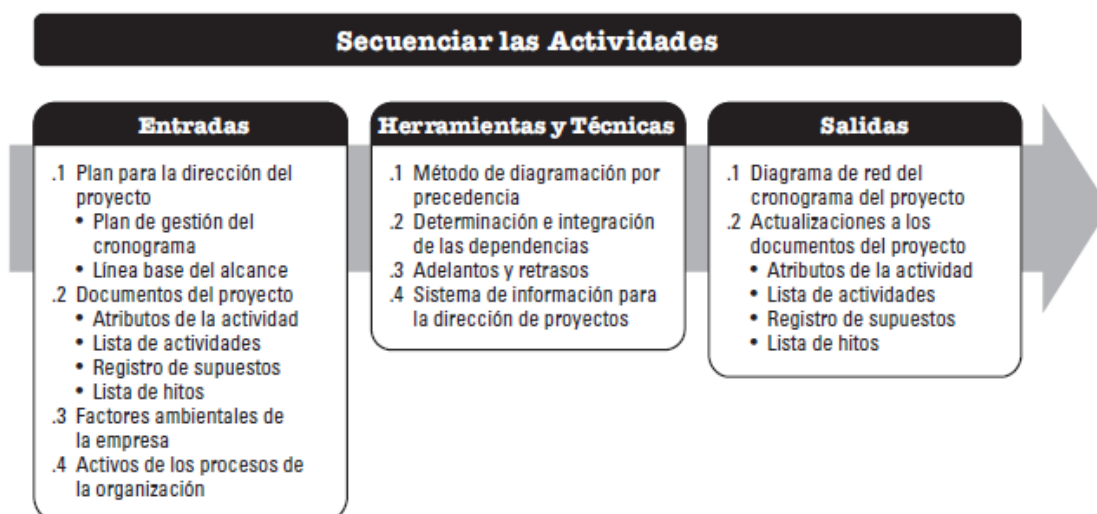 Secuenciar las Actividades
Entradas
.1 Plan para la dirección del
proyecto
• Plan de gestión del
cronograma
• Línea base del alcance
.2 Documentos del proyecto
• Atributos de la actividad
• Lista de actividades
• Registro de supuestos
• Lista de hitos
.3 Factores ambientales de
la empresa
.4 Activos de los procesos de
la organización
Herramientas y Técnicas
.1 Método de diagramación por
precedencia
.2 Determinación e integración
de las dependencias
.3 Adelantos y retrasos
.4 Sistema de información para
la dirección de proyectos
Salidas
.1 Diagrama de red del
cronograma del proyecto
.2 Actualizaciones a los
documentos del proyecto
• Atributos de la actividad
• Lista de actividades
• Registro de supuestos
• Lista de hitos